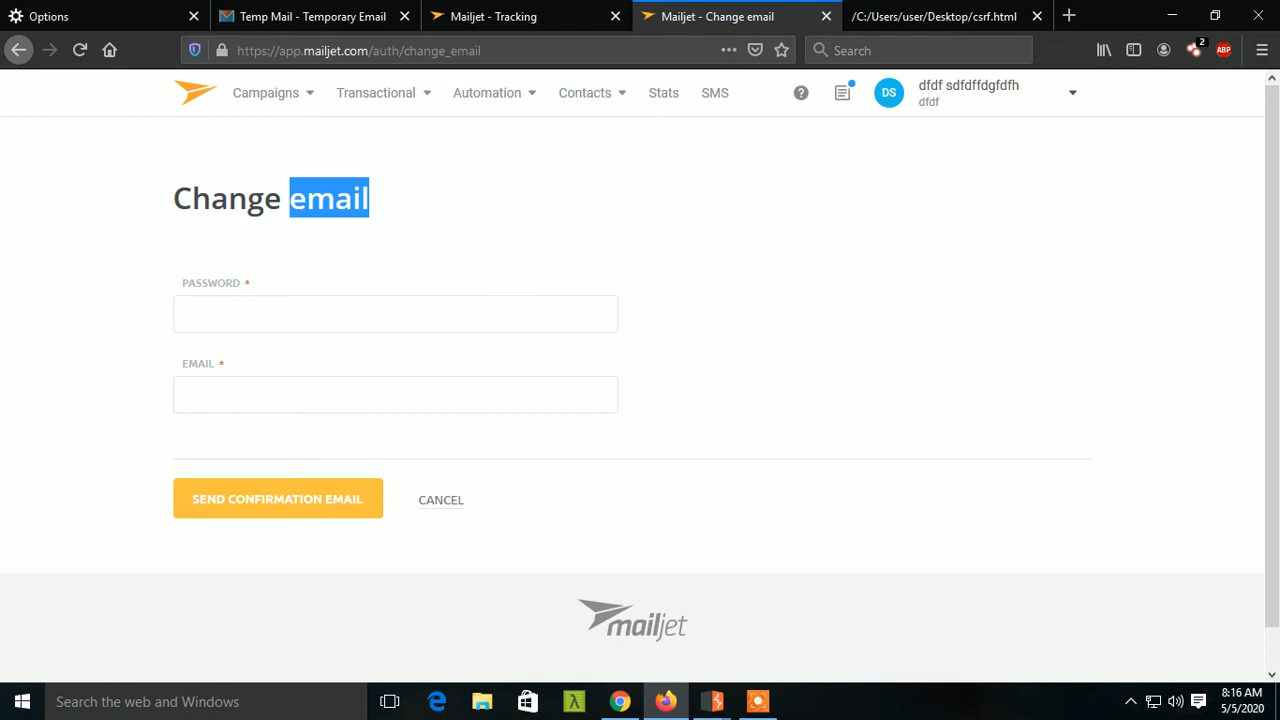 Options
Temp Mail - Temporary Email
Mailjet - Tracking
Mailjet - Change email
/C:/Users/user/Desktop/csrf.html
https://app.mailjet.com/auth/change_email
Search
2
ABP
Campaigns
Transactional
Automation
Contacts
Stats
SMS
DS
dfdf sdfdffdgfdfh
dfdf
Change email
PASSWORD *
EMAIL *
SEND CONFIRMATION EMAIL
CANCEL
mailjet
Search the web and Windows
8:16 AM
5/5/2020